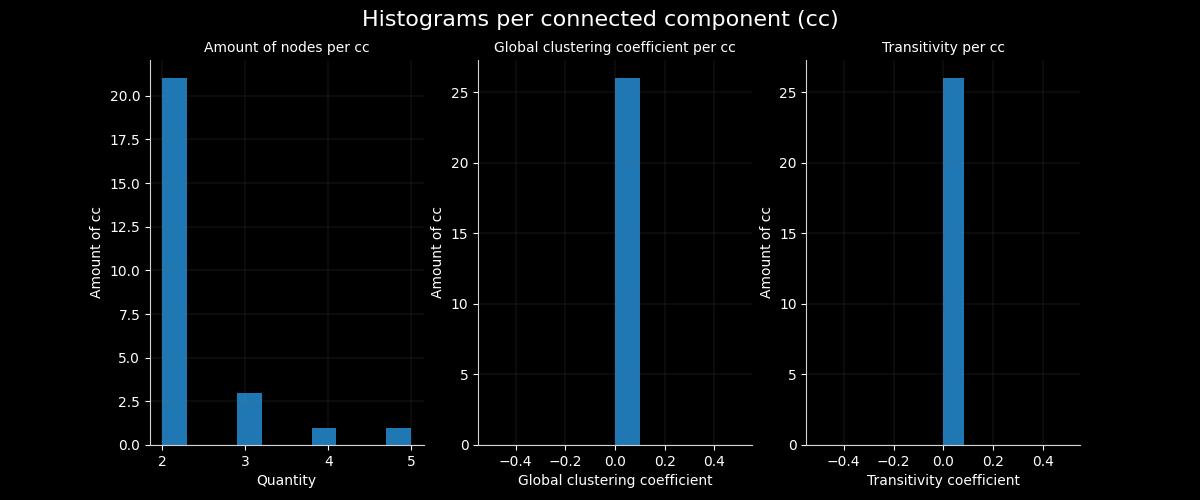 Histograms per connected component (cc)
Amount of nodes per cc
Amount of cc
20.0
17.5
15.0
12.5
10.0
7.5
5.0
2.5
0.0
2 3 4 5
Quantity
Global clustering coefficient per cc
Amount of cc
25
20
15
10
5
0
−0.4 −0.2 0.0 0.2 0.4
Global clustering coefficient
Transitivity per cc
Amount of cc
25
20
15
10
5
0
−0.4 −0.2 0.0 0.2 0.4
Transitivity coefficient